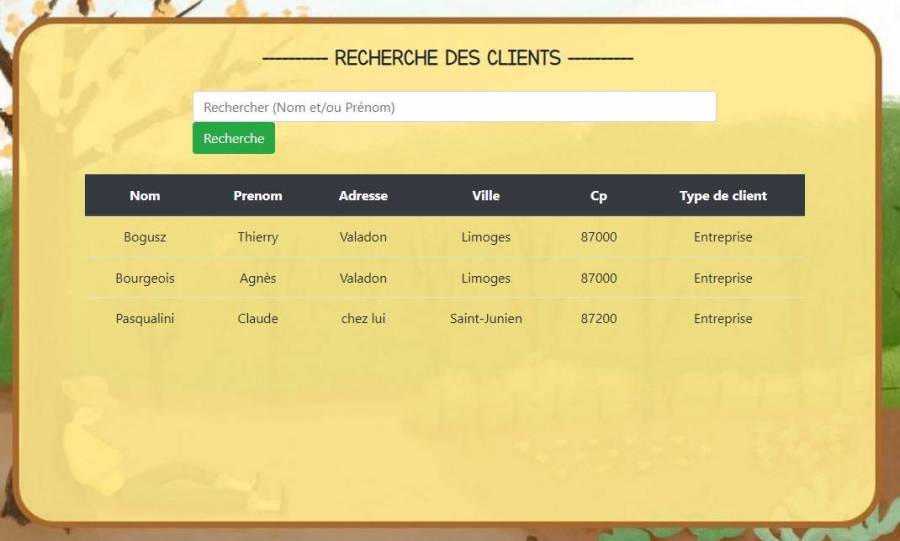 ---------- RECHERCHE DES CLIENTS ----------
Rechercher (Nom et/ou Prénom)
Recherche
Nom Prenom Adresse Ville Cp Type de client
Bogusz Thierry Valadon Limoges 87000 Entreprise
Bourgeois Agnès Valadon Limoges 87000 Entreprise
Pasqualini Claude chez lui Saint-Junien 87200 Entreprise